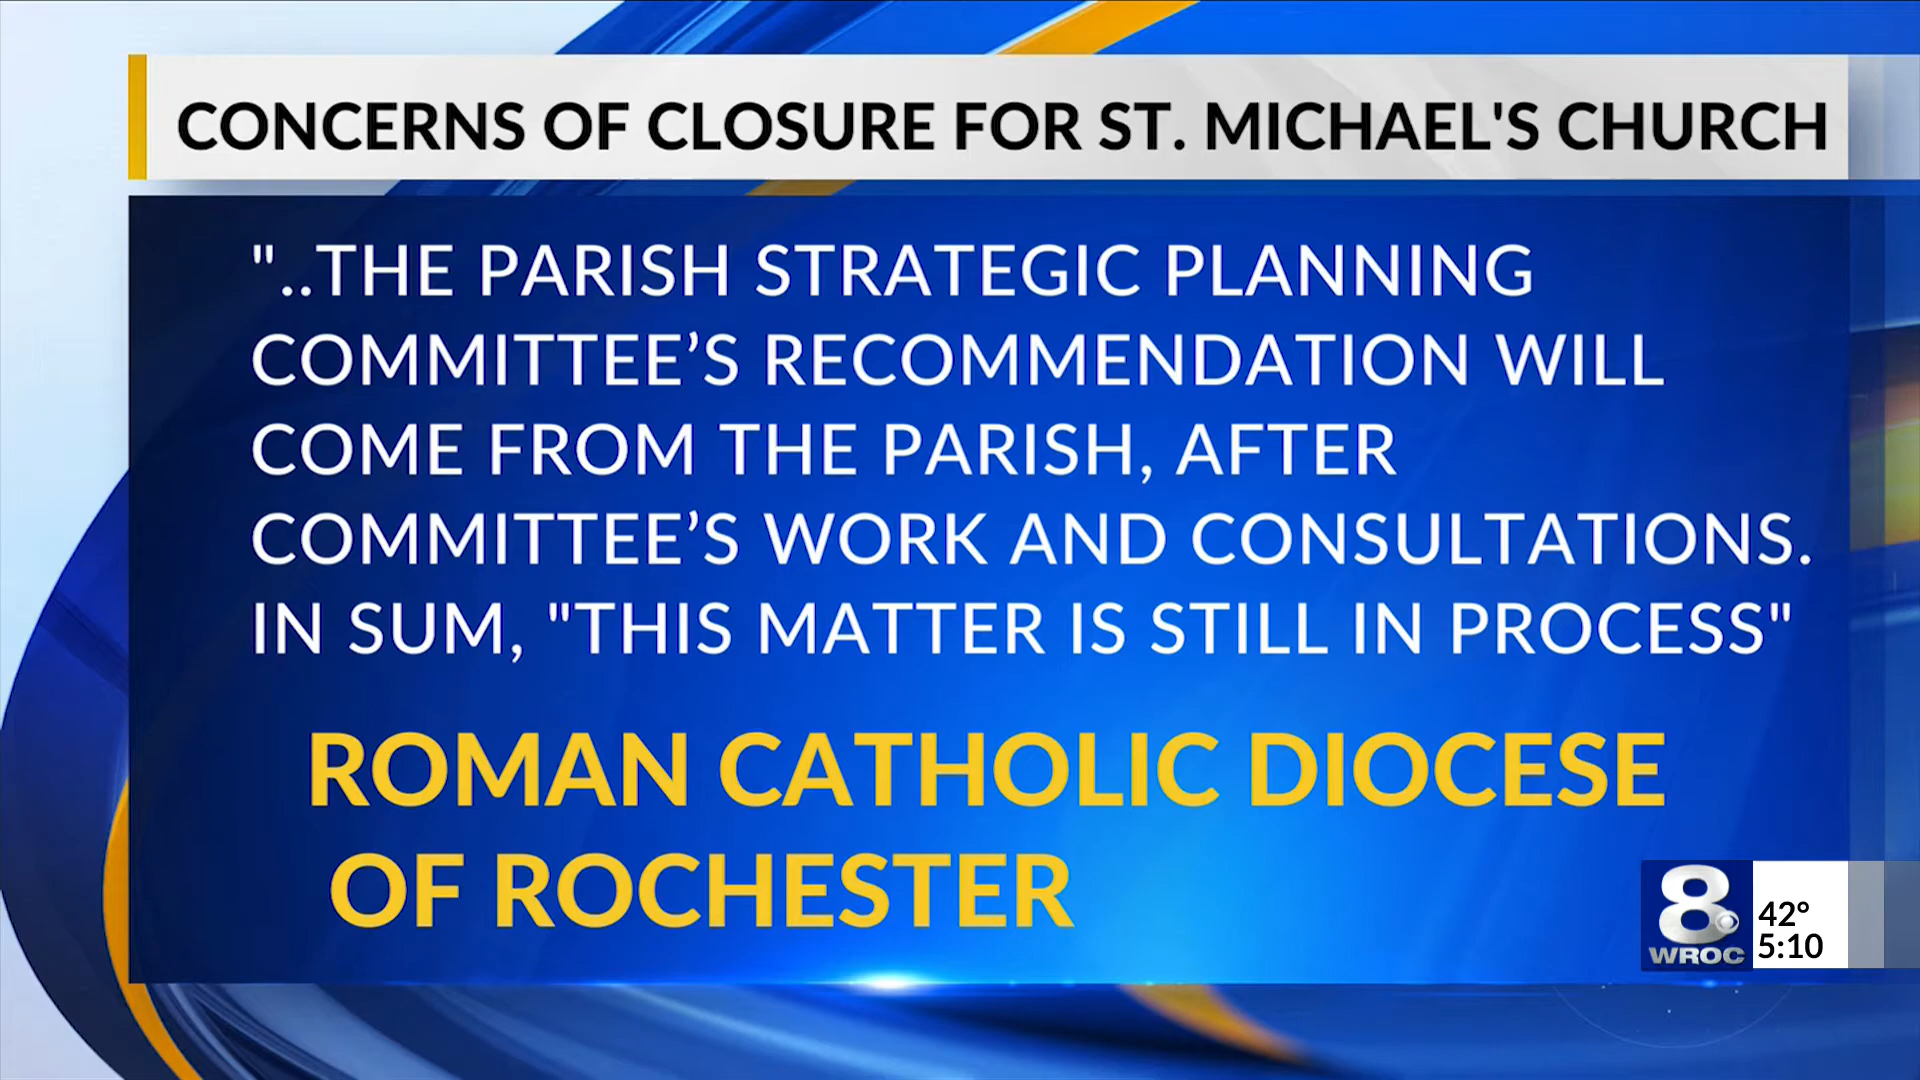 CONCERNS OF CLOSURE FOR ST. MICHAEL'S CHURCH
"..THE PARISH STRATEGIC PLANNING
COMMITTEE’S RECOMMENDATION WILL
COME FROM THE PARISH, AFTER
COMMITTEE’S WORK AND CONSULTATIONS.
IN SUM, "THIS MATTER IS STILL IN PROCESS"
ROMAN CATHOLIC DIOCESE
OF ROCHESTER
8
WROC
42°
5:10